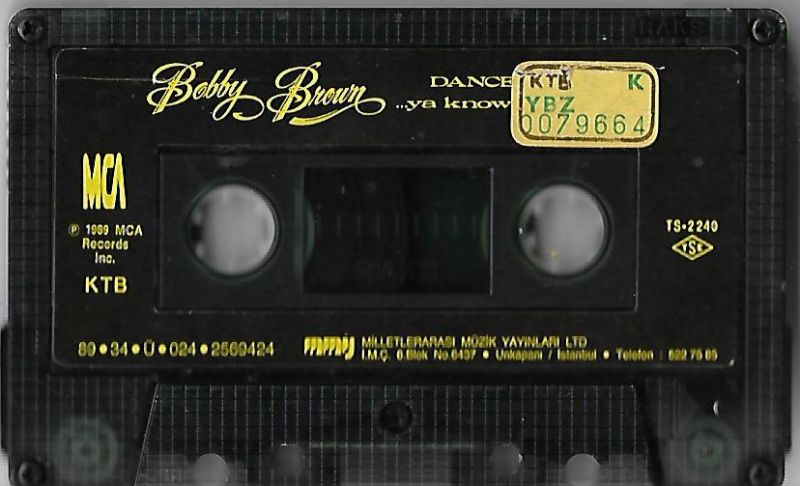 RAKS
Bobby Brown
DANCE
...ya know
KTB K
YBZ
0079664
MCA
℗ 1989 MCA
Records
Inc.
KTB
TS•2240
TSE
89•34•Ü•024•2569424
MİLLETLERARASI MÜZİK YAYINLARI LTD
İ.M.Ç. 6.Blok No.6437 • Unkapanı / İstanbul • Telefon : 522 75 65